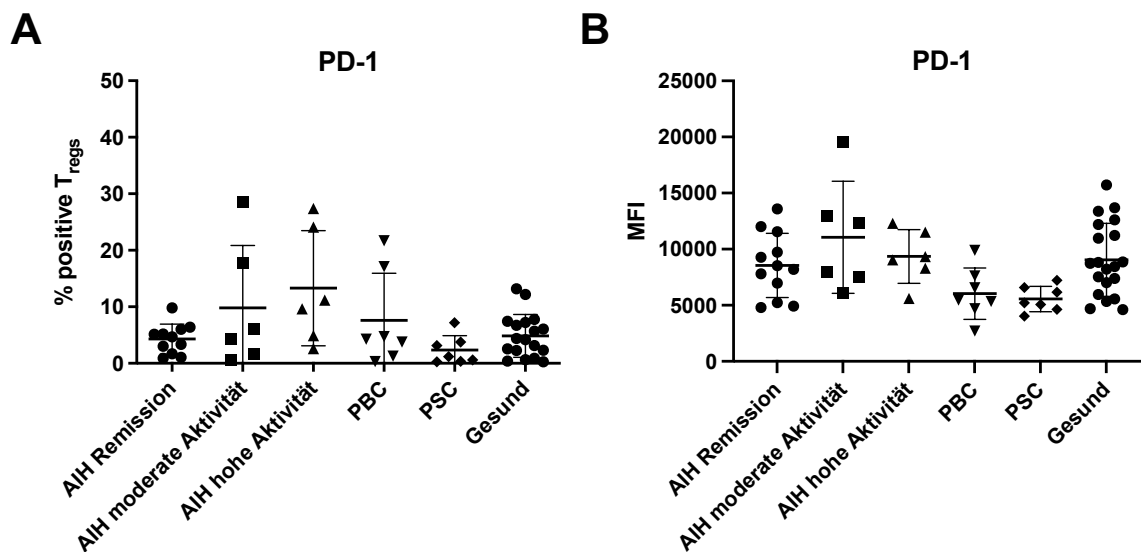 A
PD-1
% positive Tregs
50
40
30
20
10
0
AIH Remission
AIH moderate Aktivität
AIH hohe Aktivität
PBC
PSC
Gesund
B
PD-1
MFI
25000
20000
15000
10000
5000
0
AIH Remission
AIH moderate Aktivität
AIH hohe Aktivität
PBC
PSC
Gesund